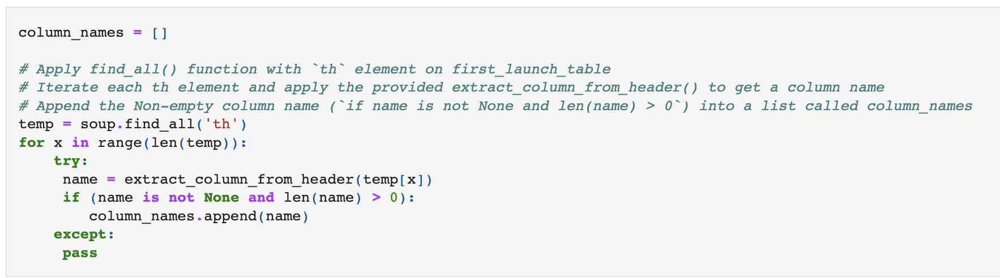 column_names = []
# Apply find_all() function with `th` element on first_launch_table
# Iterate each th element and apply the provided extract_column_from_header() to get a column name
# Append the Non-empty column name (`if name is not None and len(name) > 0`) into a list called column_names
temp = soup.find_all('th')
for x in range(len(temp)):
    try:
     name = extract_column_from_header(temp[x])
     if (name is not None and len(name) > 0):
        column_names.append(name)
    except:
     pass